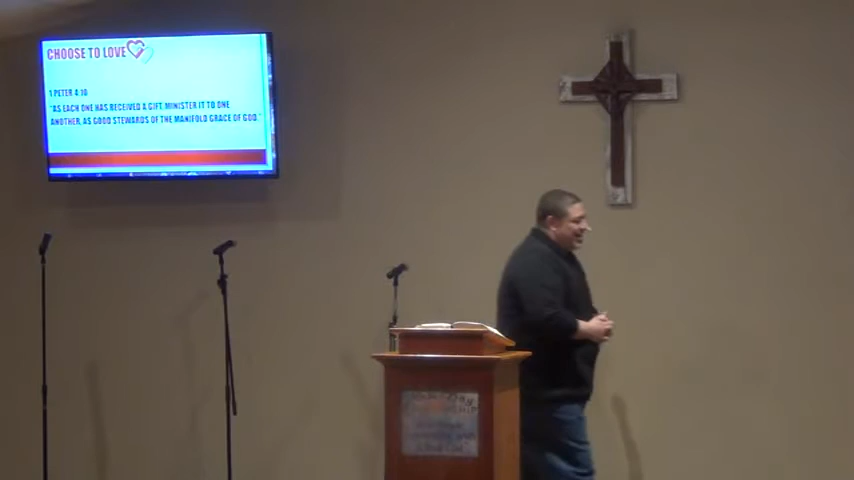 CHOOSE TO LOVE
1 PETER 4:10
"AS EACH ONE HAS RECEIVED A GIFT, MINISTER IT TO ONE
ANOTHER, AS GOOD STEWARDS OF THE MANIFOLD GRACE OF GOD."